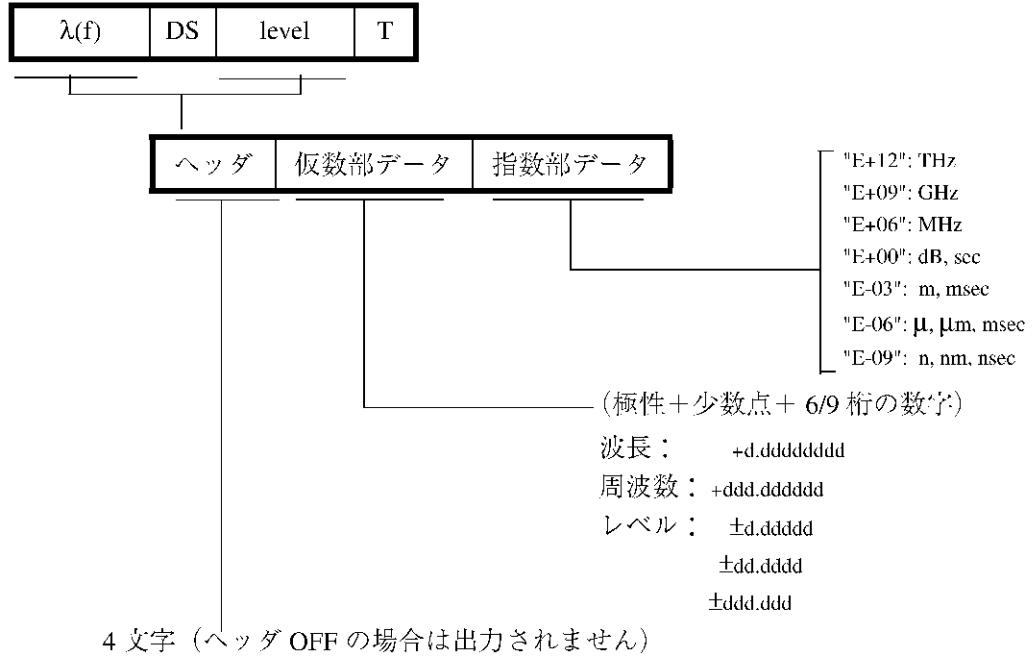 λ(f) DS level T
ヘッダ 仮数部データ 指数部データ
"E+12": THz
"E+09": GHz
"E+06": MHz
"E+00": dB, sec
"E-03": m, msec
"E-06": μ, μm, msec
"E-09": n, nm, nsec
(極性+少数点+ 6/9 桁の数字)
波長: +d.dddddddd
周波数: +ddd.dddddd
レベル: ±d.ddddd
±dd.dddd
±ddd.ddd
4 文字(ヘッダ OFF の場合は出力されません)